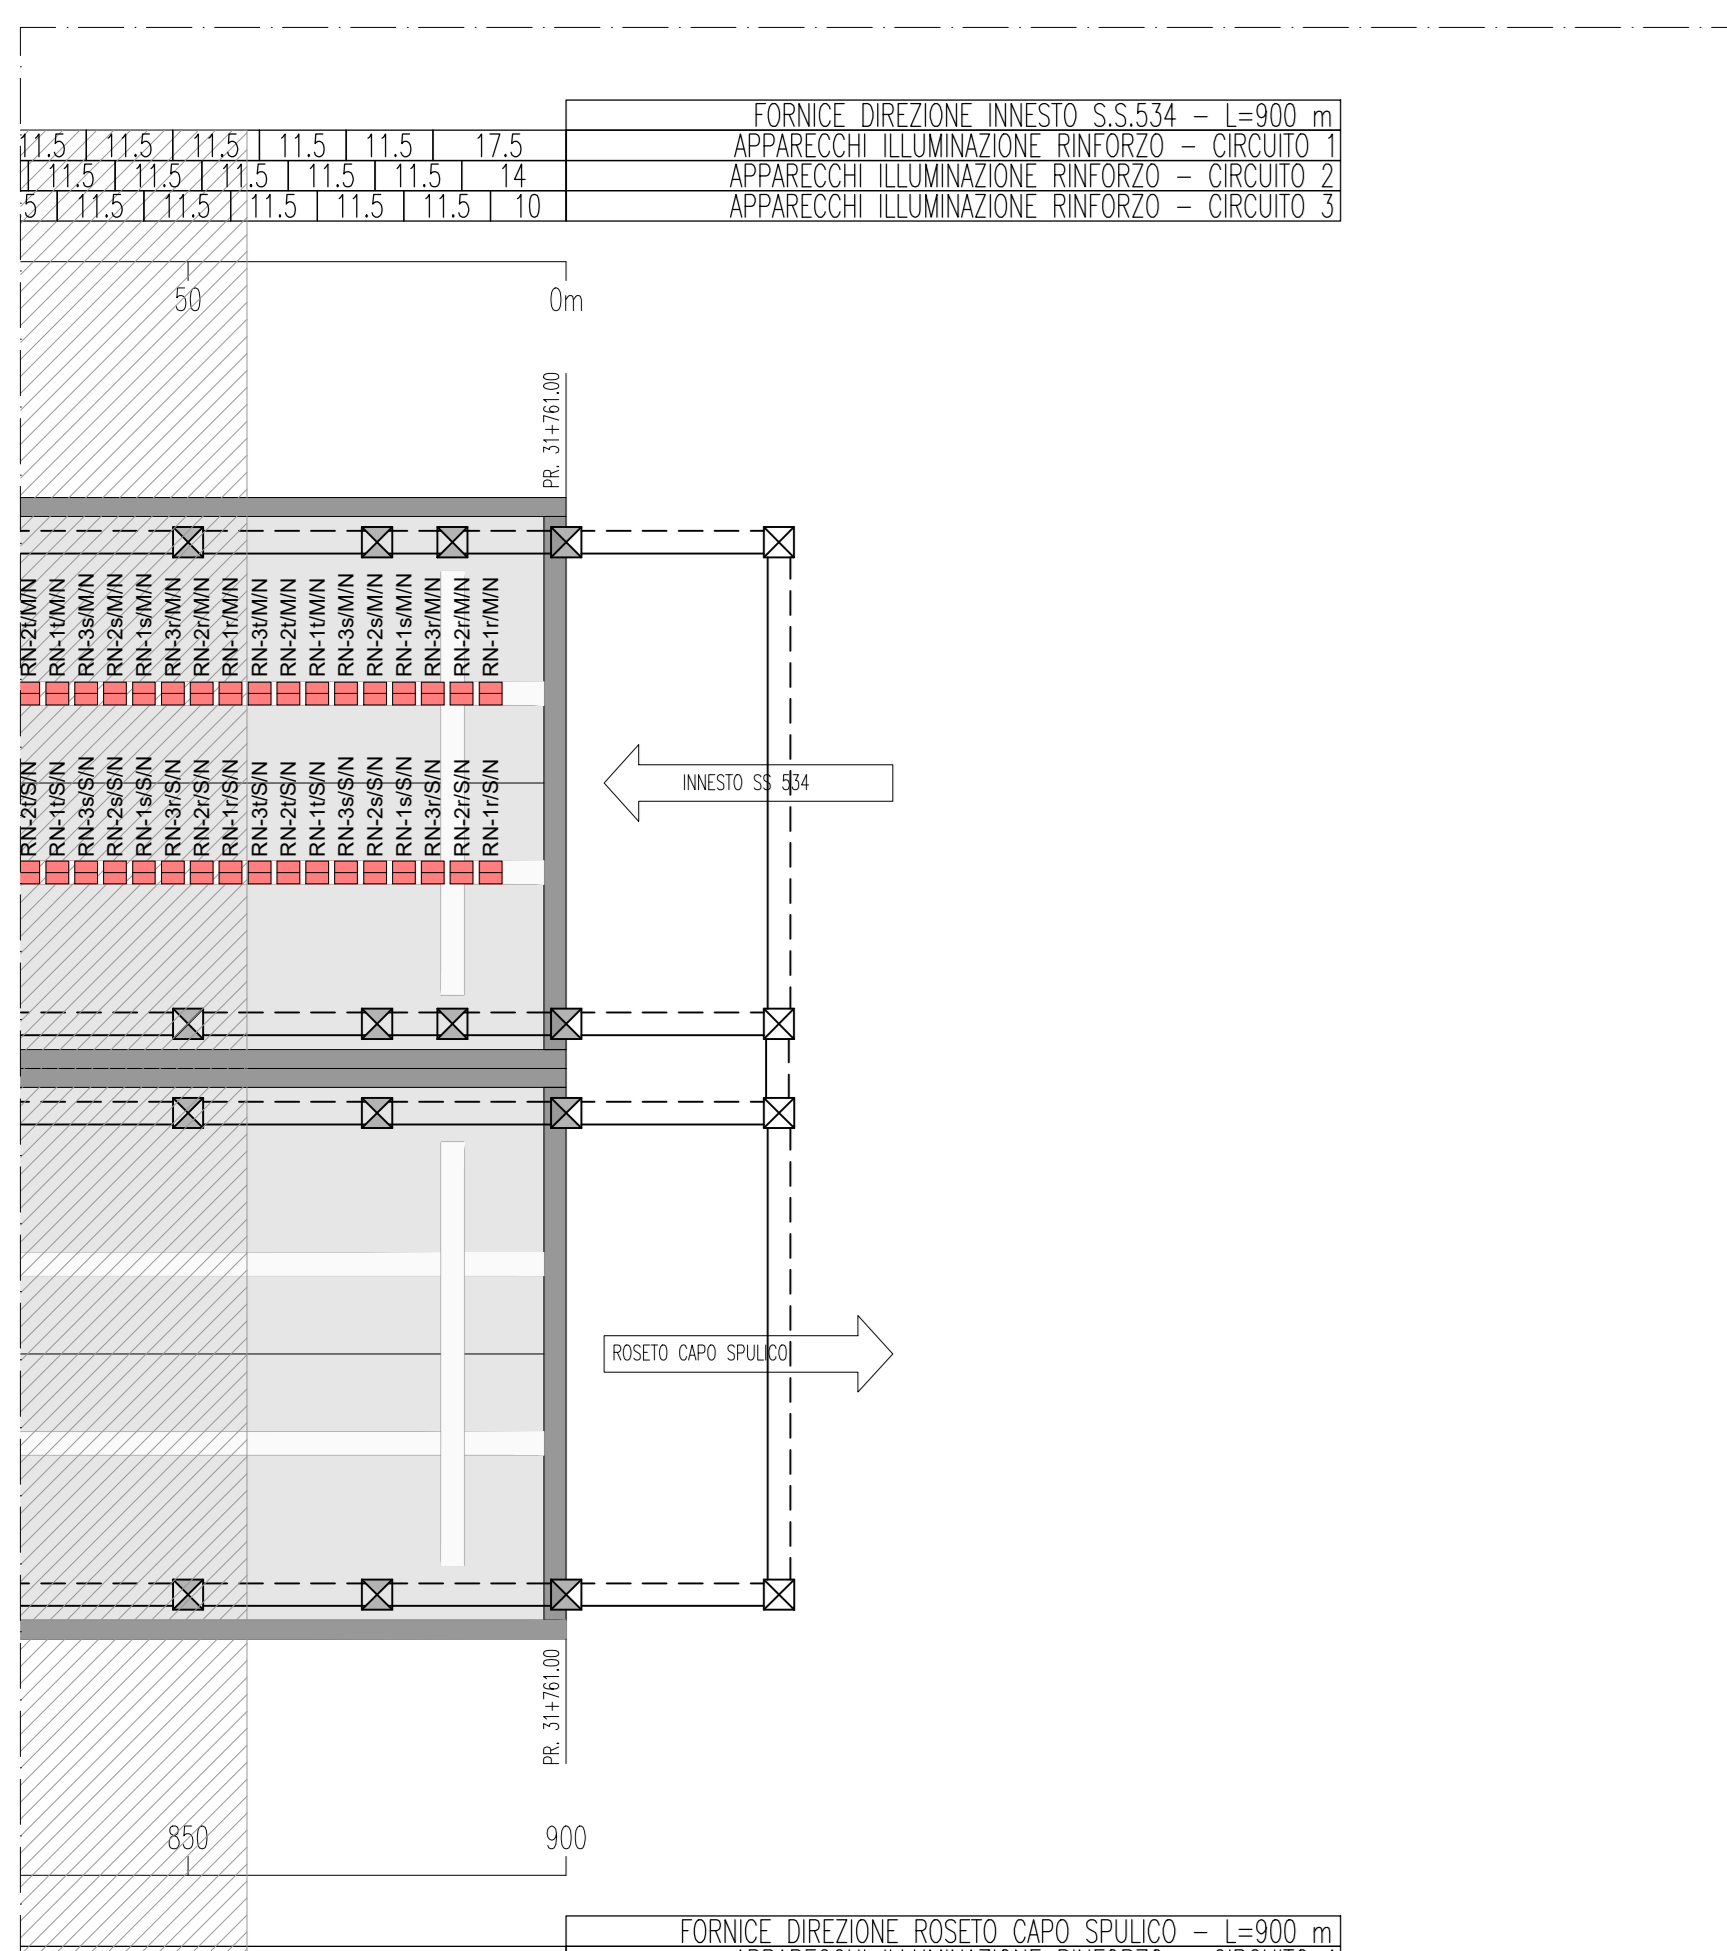 FORNICE DIREZIONE INNESTO S.S.534 – L=900 m
11.5 11.5 11.5 11.5 11.5 17.5 APPARECCHI ILLUMINAZIONE RINFORZO – CIRCUITO 1
11.5 11.5 11.5 11.5 11.5 14 APPARECCHI ILLUMINAZIONE RINFORZO – CIRCUITO 2
5 11.5 11.5 11.5 11.5 11.5 10 APPARECCHI ILLUMINAZIONE RINFORZO – CIRCUITO 3
50 0m
PR. 31+761.00
RN-2t/M/N RN-1t/M/N RN-3s/M/N RN-2s/M/N RN-1s/M/N RN-3r/M/N RN-2r/M/N RN-1r/M/N RN-3t/M/N RN-2t/M/N RN-1t/M/N RN-3s/M/N RN-2s/M/N RN-1s/M/N RN-3r/M/N RN-2r/M/N RN-1r/M/N
INNESTO SS 534
RN-2t/S/N RN-1t/S/N RN-3s/S/N RN-2s/S/N RN-1s/S/N RN-3r/S/N RN-2r/S/N RN-1r/S/N RN-3t/S/N RN-2t/S/N RN-1t/S/N RN-3s/S/N RN-2s/S/N RN-1s/S/N RN-3r/S/N RN-2r/S/N RN-1r/S/N
ROSETO CAPO SPULICO
PR. 31+761.00
850 900
FORNICE DIREZIONE ROSETO CAPO SPULICO – L=900 m
APPARECCHI ILLUMINAZIONE RINFORZO – CIRCUITO